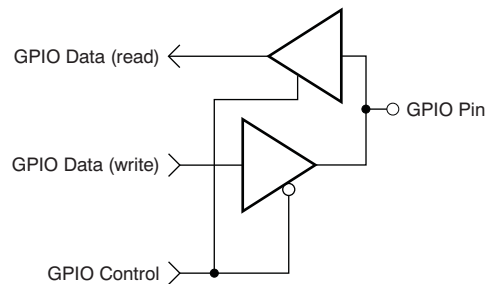 GPIO Data (read)
GPIO Pin
GPIO Data (write)
GPIO Control